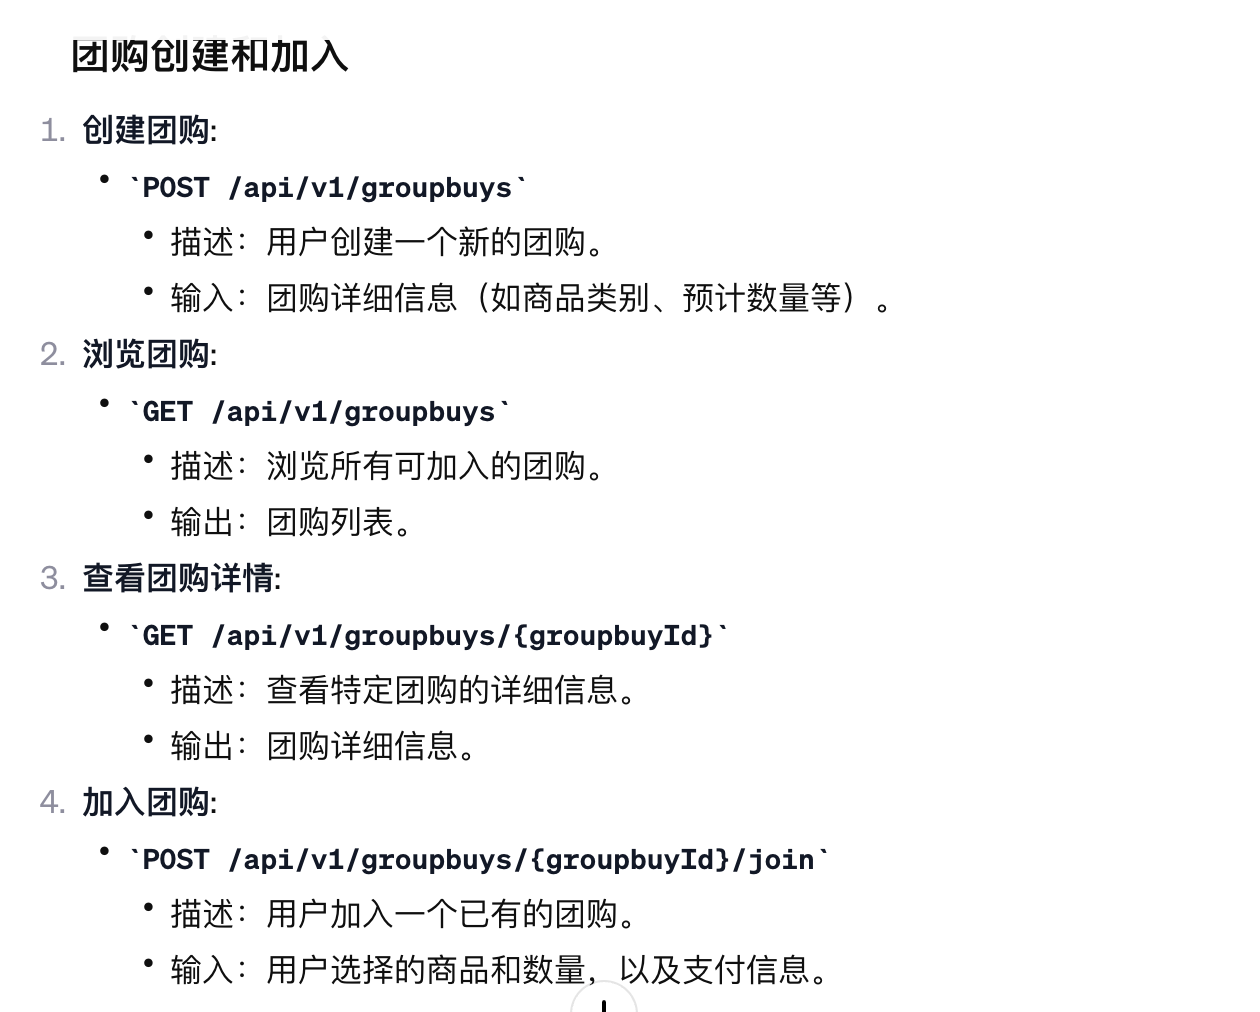 团购创建和加入
1. 创建团购:
• `POST /api/v1/groupbuys`
• 描述：用户创建一个新的团购。
• 输入：团购详细信息（如商品类别、预计数量等）。
2. 浏览团购:
• `GET /api/v1/groupbuys`
• 描述：浏览所有可加入的团购。
• 输出：团购列表。
3. 查看团购详情:
• `GET /api/v1/groupbuys/{groupbuyId}`
• 描述：查看特定团购的详细信息。
• 输出：团购详细信息。
4. 加入团购:
• `POST /api/v1/groupbuys/{groupbuyId}/join`
• 描述：用户加入一个已有的团购。
• 输入：用户选择的商品和数量，以及支付信息。